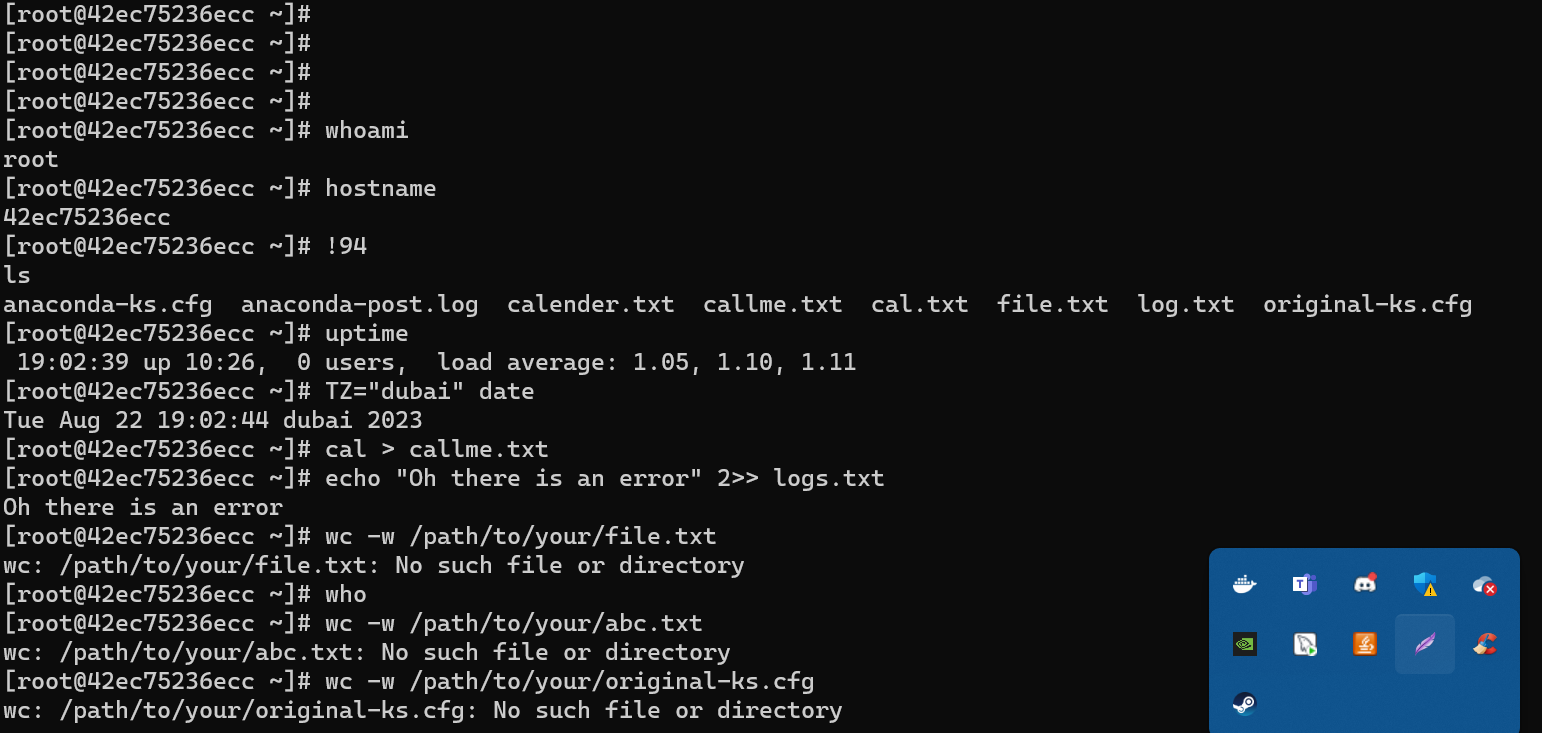 [root@42ec75236ecc ~]#
[root@42ec75236ecc ~]#
[root@42ec75236ecc ~]#
[root@42ec75236ecc ~]#
[root@42ec75236ecc ~]# whoami
root
[root@42ec75236ecc ~]# hostname
42ec75236ecc
[root@42ec75236ecc ~]# !94
ls
anaconda-ks.cfg  anaconda-post.log  calender.txt  callme.txt  cal.txt  file.txt  log.txt  original-ks.cfg
[root@42ec75236ecc ~]# uptime
 19:02:39 up 10:26,  0 users,  load average: 1.05, 1.10, 1.11
[root@42ec75236ecc ~]# TZ="dubai" date
Tue Aug 22 19:02:44 dubai 2023
[root@42ec75236ecc ~]# cal > callme.txt
[root@42ec75236ecc ~]# echo "Oh there is an error" 2>> logs.txt
Oh there is an error
[root@42ec75236ecc ~]# wc -w /path/to/your/file.txt
wc: /path/to/your/file.txt: No such file or directory
[root@42ec75236ecc ~]# who
[root@42ec75236ecc ~]# wc -w /path/to/your/abc.txt
wc: /path/to/your/abc.txt: No such file or directory
[root@42ec75236ecc ~]# wc -w /path/to/your/original-ks.cfg
wc: /path/to/your/original-ks.cfg: No such file or directory